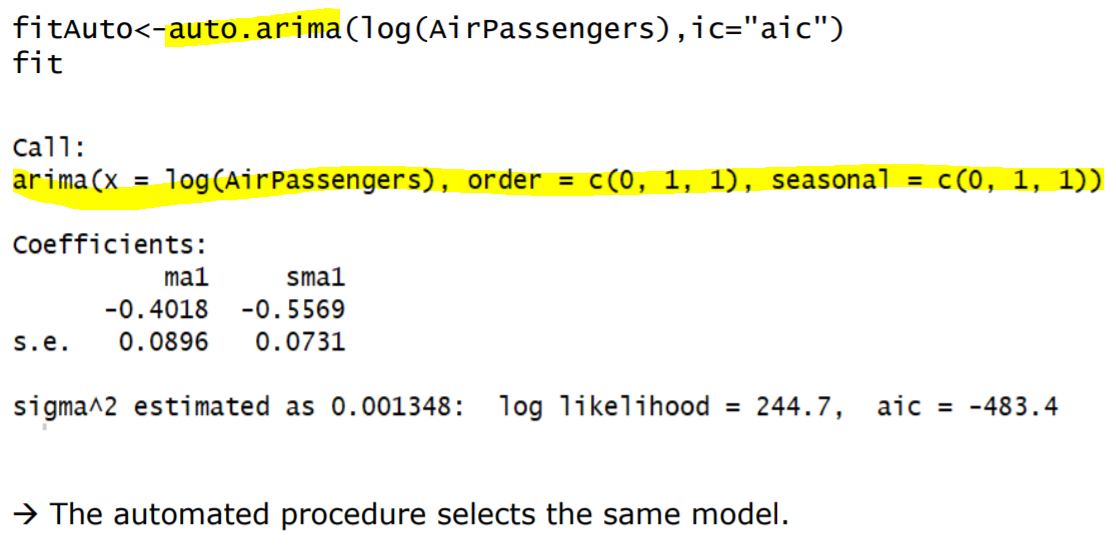 fitAuto<-auto.arima(log(AirPassengers),ic="aic")
fit
Call:
arima(x = log(AirPassengers), order = c(0, 1, 1), seasonal = c(0, 1, 1))
Coefficients:
ma1 sma1
-0.4018 -0.5569
s.e. 0.0896 0.0731
sigma^2 estimated as 0.001348: log likelihood = 244.7, aic = -483.4
→ The automated procedure selects the same model.